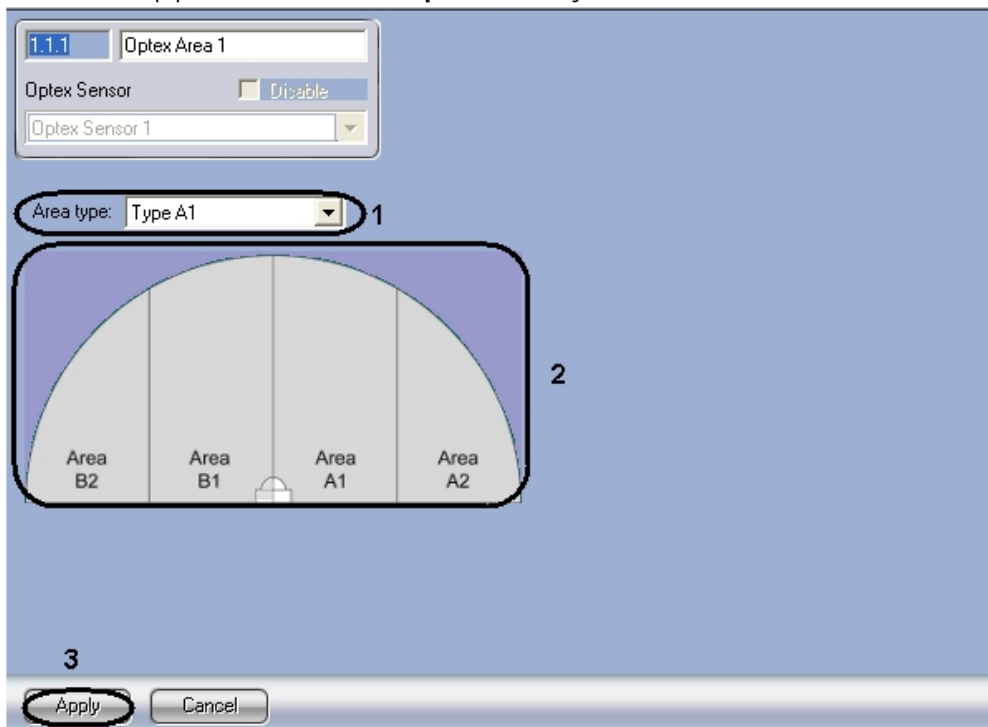 1.1.1 Optex Area 1
Optex Sensor Disable
Optex Sensor 1
Area type: Type A1 1
2
Area B2
Area B1
Area A1
Area A2
3
Apply Cancel